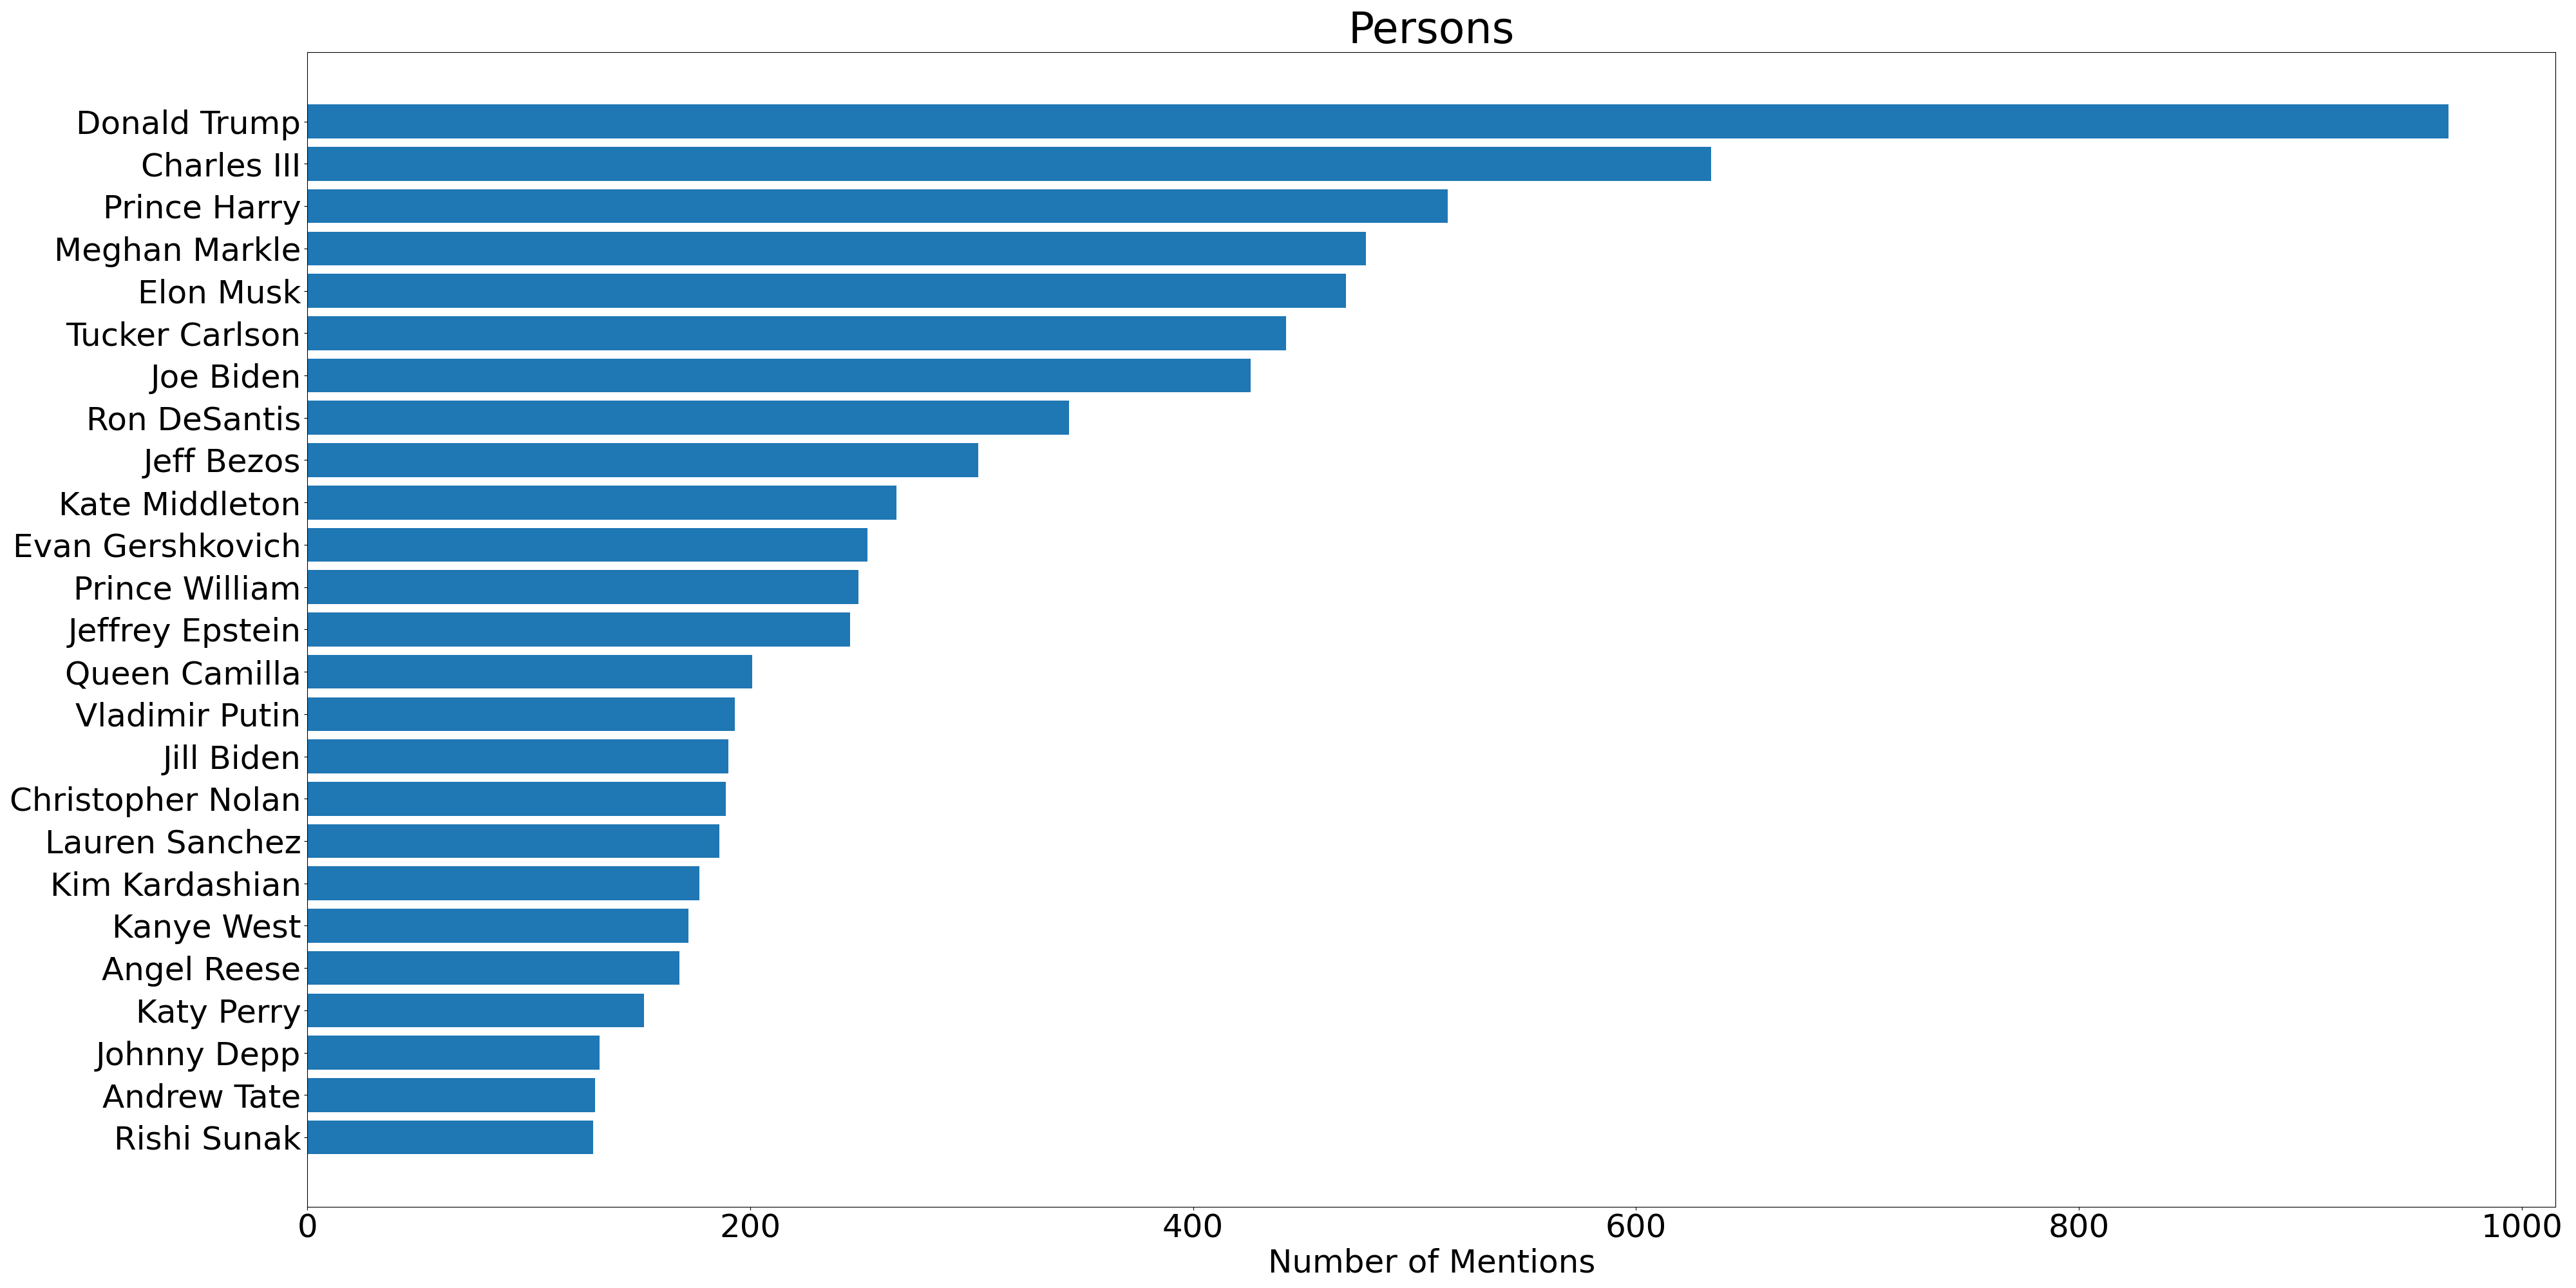 Persons
Donald Trump
Charles III
Prince Harry
Meghan Markle
Elon Musk
Tucker Carlson
Joe Biden
Ron DeSantis
Jeff Bezos
Kate Middleton
Evan Gershkovich
Prince William
Jeffrey Epstein
Queen Camilla
Vladimir Putin
Jill Biden
Christopher Nolan
Lauren Sanchez
Kim Kardashian
Kanye West
Angel Reese
Katy Perry
Johnny Depp
Andrew Tate
Rishi Sunak
0 200 400 600 800 1000
Number of Mentions